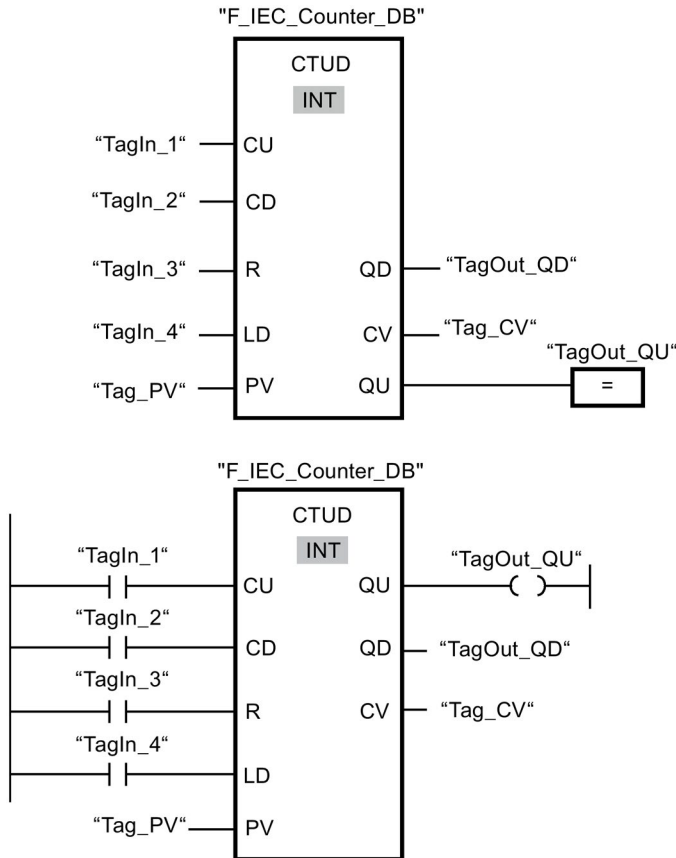 "F_IEC_Counter_DB"
CTUD
INT
“TagIn_1“ CU
“TagIn_2“ CD
“TagIn_3“ R QD “TagOut_QD“
“TagIn_4“ LD CV “Tag_CV“
“TagOut_QU“
“Tag_PV“ PV QU =
"F_IEC_Counter_DB"
CTUD
INT
“TagIn_1“ “TagOut_QU“
CU QU
“TagIn_2“
CD QD “TagOut_QD“
“TagIn_3“
R CV “Tag_CV“
“TagIn_4“
LD
“Tag_PV“ PV